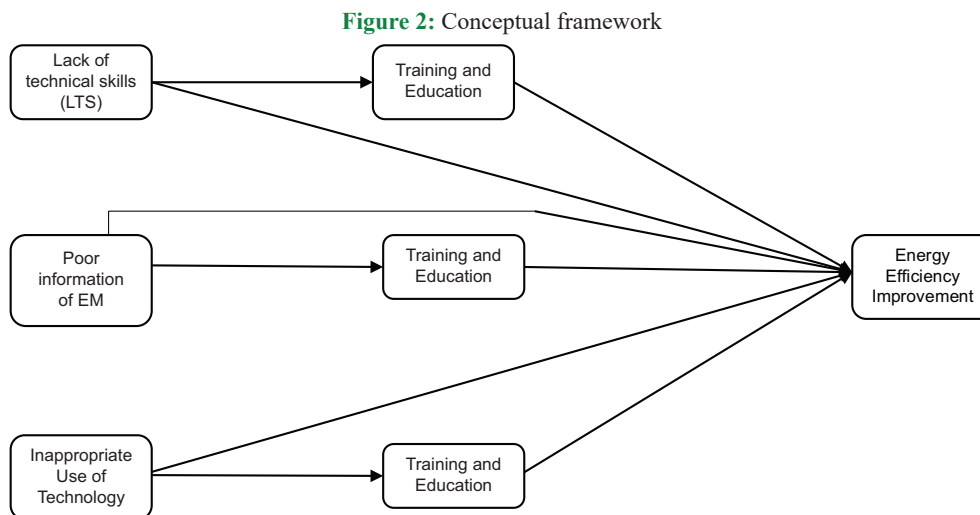 Figure 2: Conceptual framework
Lack of
technical skills
(LTS)
Training and
Education
Poor
information
of EM
Training and
Education
Energy
Efficiency
Improvement
Inappropriate
Use of
Technology
Training and
Education